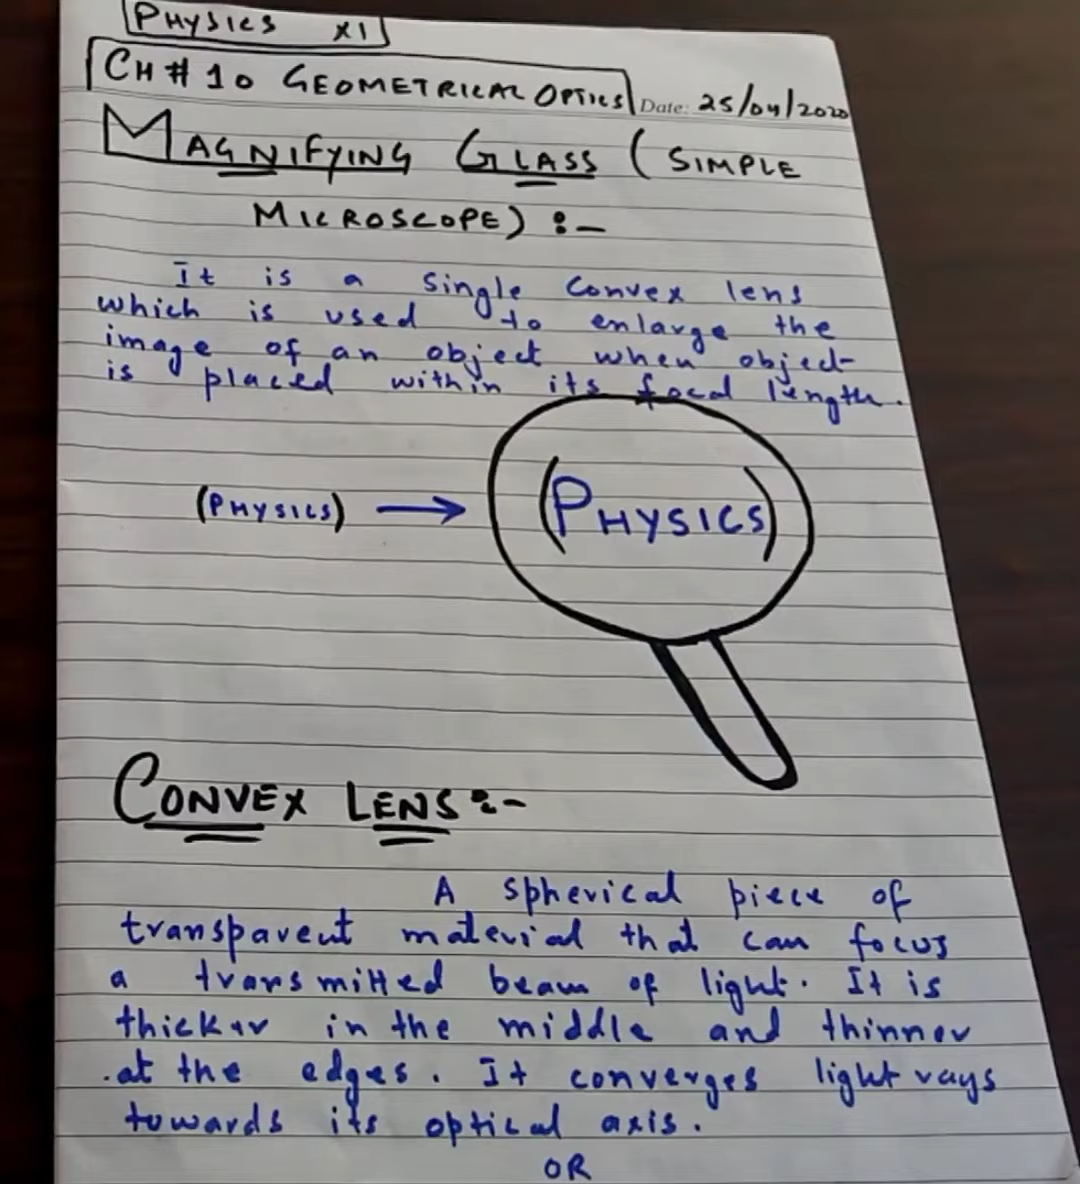 PHYSICS XI
CH # 10 GEOMETRICAL OPTICS Date: 25/04/2020
MAGNIFYING GLASS (SIMPLE
MICROSCOPE) :-
It is a single convex lens
which is used to enlarge the
image of an object when object
is placed within its focal length.
(PHYSICS) → (PHYSICS)
CONVEX LENS :-
A spherical piece of
transparent material that can focus
a transmitted beam of light. It is
thicker in the middle and thinner
at the edges. It converges light rays
towards its optical axis.
OR